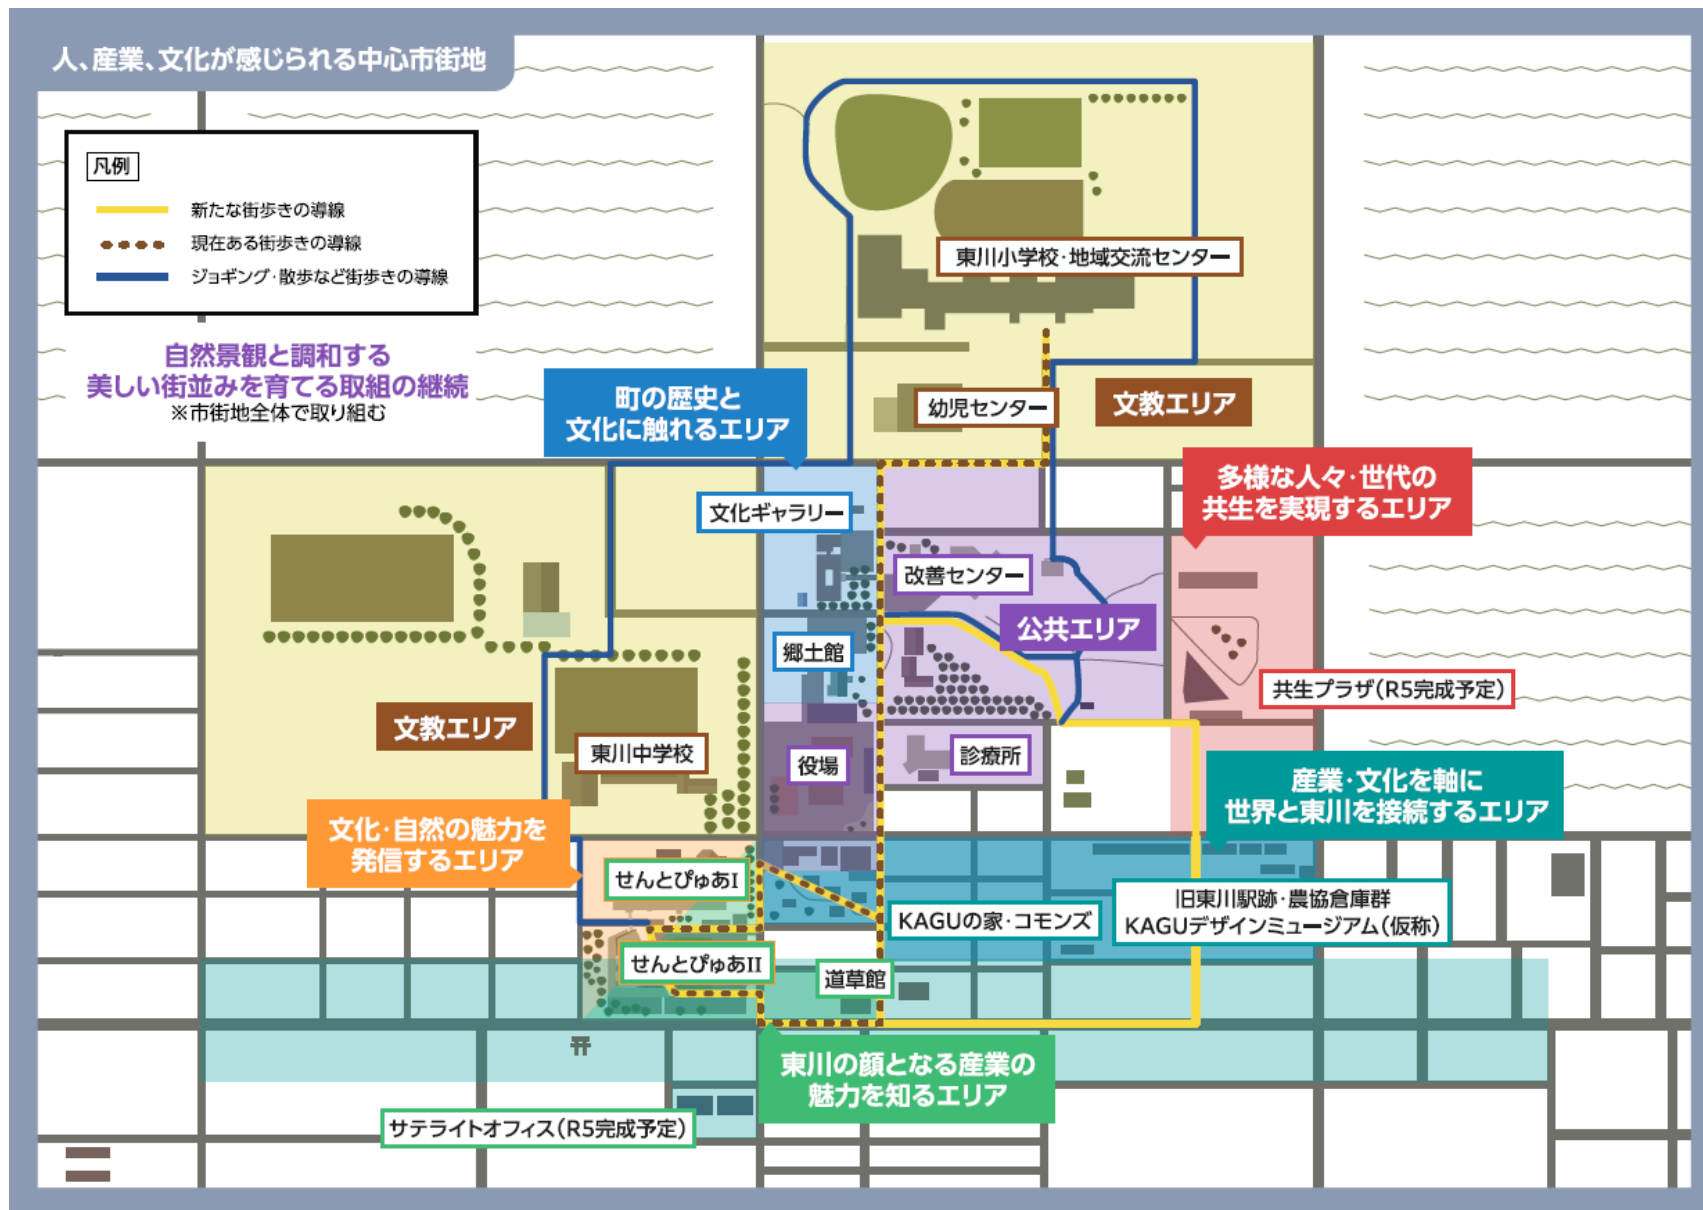 人、産業、文化が感じられる中心市街地
凡例
新たな街歩きの導線
現在ある街歩きの導線
ジョギング・散歩など街歩きの導線
自然景観と調和する
美しい街並みを育てる取組の継続
※市街地全体で取り組む
東川小学校・地域交流センター
町の歴史と
文化に触れるエリア
幼児センター
文教エリア
多様な人々・世代の
共生を実現するエリア
文化ギャラリー
改善センター
公共エリア
郷土館
共生プラザ(R5完成予定)
文教エリア
東川中学校
役場
診療所
産業・文化を軸に
世界と東川を接続するエリア
文化・自然の魅力を
発信するエリア
せんとぴゅあI
KAGUの家・コモンズ
旧東川駅跡・農協倉庫群
KAGUデザインミュージアム(仮称)
せんとぴゅあII
道草館
東川の顔となる産業の
魅力を知るエリア
サテライトオフィス(R5完成予定)